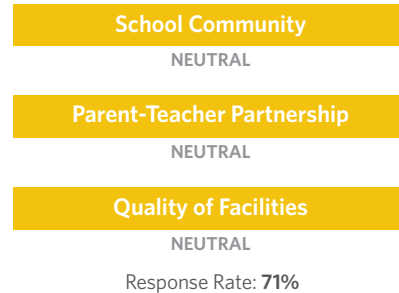 School Community
NEUTRAL
Parent-Teacher Partnership
NEUTRAL
Quality of Facilities
NEUTRAL
Response Rate: 71%